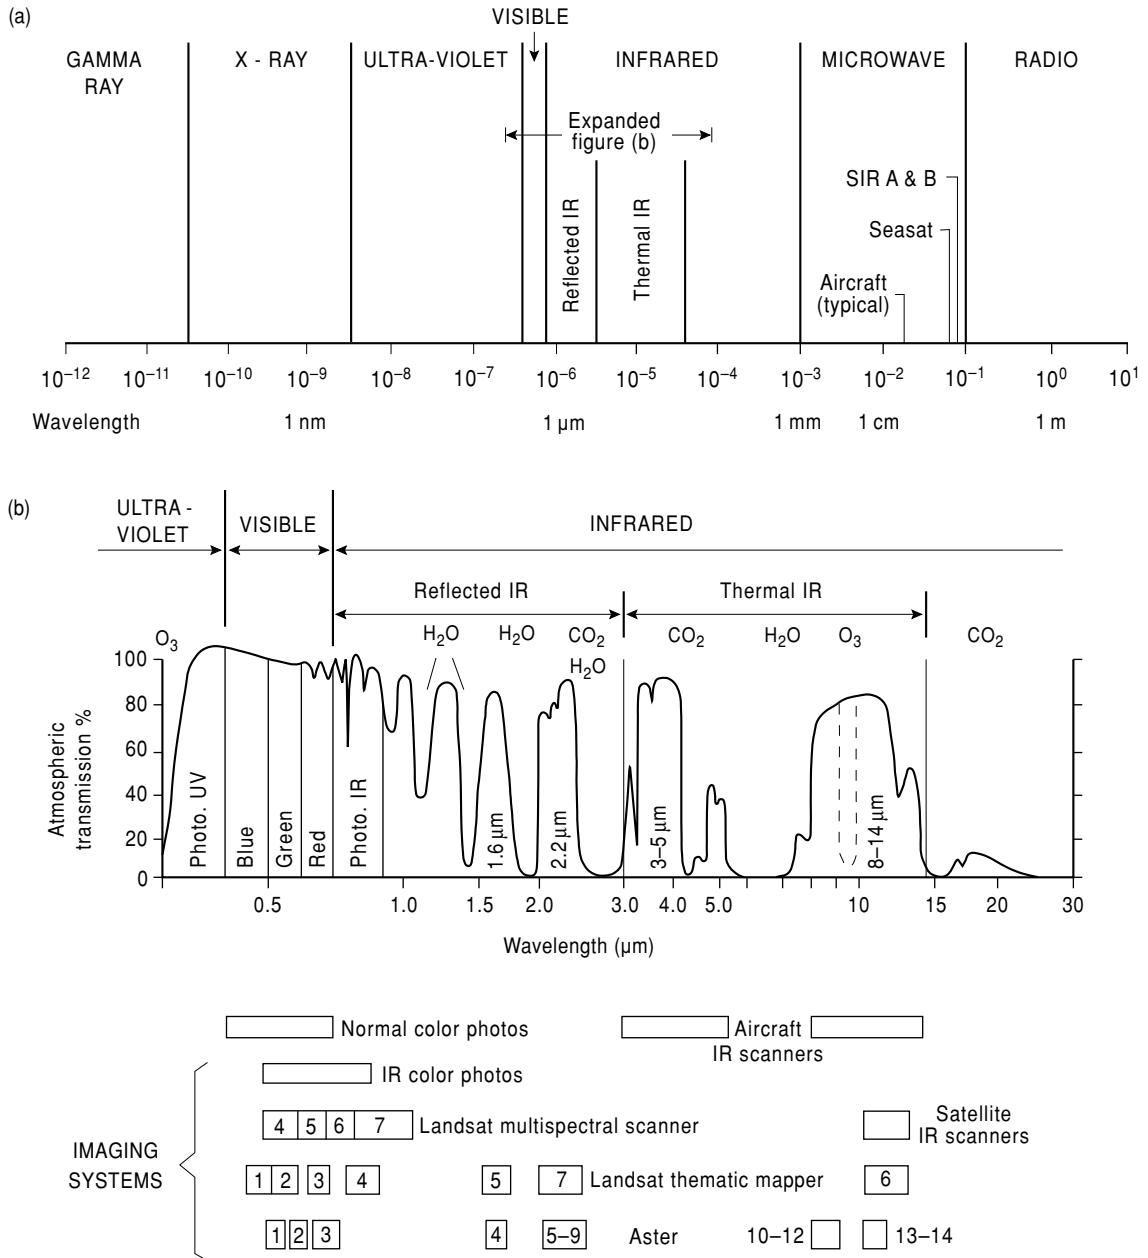 (a)
VISIBLE
GAMMA RAY
X - RAY
ULTRA-VIOLET
INFRARED
MICROWAVE
RADIO
Expanded figure (b)
Reflected IR
Thermal IR
SIR A & B
Seasat
Aircraft (typical)
10⁻¹² 10⁻¹¹ 10⁻¹⁰ 10⁻⁹ 10⁻⁸ 10⁻⁷ 10⁻⁶ 10⁻⁵ 10⁻⁴ 10⁻³ 10⁻² 10⁻¹ 10⁰ 10¹
Wavelength 1 nm 1 µm 1 mm 1 cm 1 m
(b)
ULTRA - VIOLET
VISIBLE
INFRARED
Reflected IR
Thermal IR
O₃ H₂O H₂O CO₂ CO₂ H₂O O₃ CO₂
H₂O
Atmospheric transmission %
100
80
60
40
20
0
Photo. UV
Blue
Green
Red
Photo. IR
1.6 µm
2.2 µm
3–5 µm
8–14 µm
0.5 1.0 1.5 2.0 3.0 4.0 5.0 10 15 20 30
Wavelength (µm)
Normal color photos
Aircraft IR scanners
IR color photos
IMAGING SYSTEMS
4 5 6 7 Landsat multispectral scanner
Satellite IR scanners
1 2 3 4 5 7 Landsat thematic mapper 6
1 2 3 4 5–9 Aster 10–12 13–14